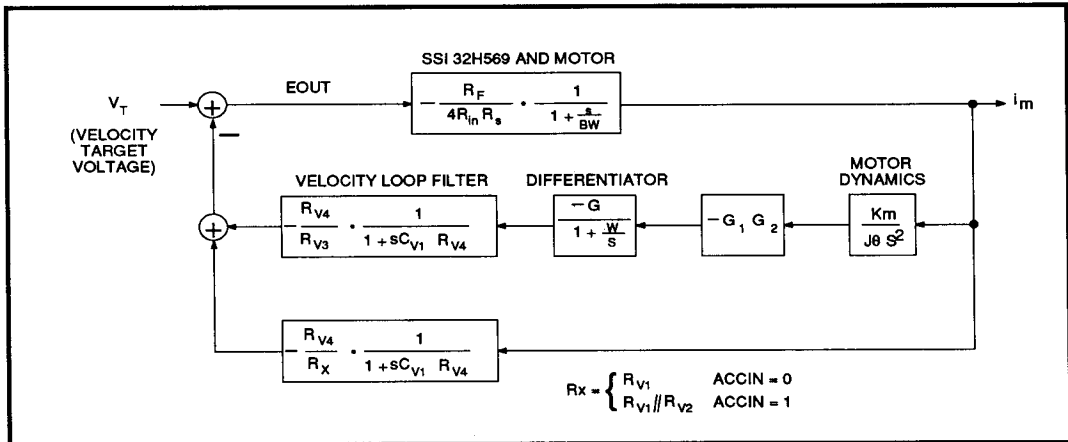 SSI 32H569 AND MOTOR
EOUT
V_T
(VELOCITY
TARGET
VOLTAGE)
+
−
− R_F / 4R_in R_s • 1 / 1 + s/BW
i_m
VELOCITY LOOP FILTER
DIFFERENTIATOR
MOTOR
DYNAMICS
+
− R_V4 / R_V3 • 1 / 1 + sC_V1 R_V4
− G / 1 + W/S
− G_1 G_2
Km / Jθ S^2
− R_V4 / R_X • 1 / 1 + sC_V1 R_V4
Rx = { R_V1 ACCIN = 0
R_V1 // R_V2 ACCIN = 1